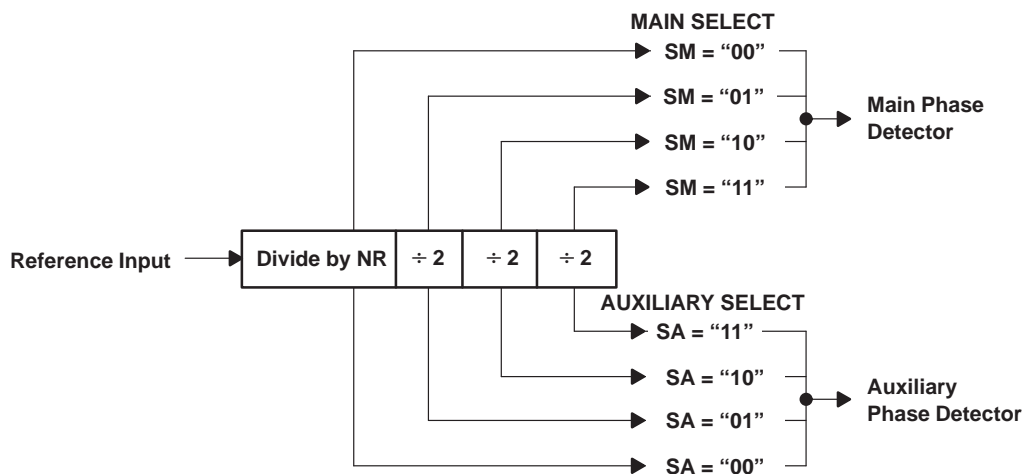 MAIN SELECT
SM = “00”
SM = “01”
SM = “10”
SM = “11”
Main Phase
Detector
Reference Input
Divide by NR
÷ 2
÷ 2
÷ 2
AUXILIARY SELECT
SA = “11”
SA = “10”
SA = “01”
SA = “00”
Auxiliary
Phase Detector